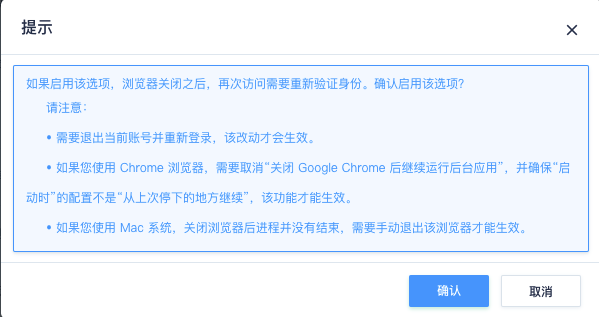 提示
如果启用该选项，浏览器关闭之后，再次访问需要重新验证身份。确认启用该选项？
请注意：
• 需要退出当前账号并重新登录，该改动才会生效。
• 如果您使用 Chrome 浏览器，需要取消“关闭 Google Chrome 后继续运行后台应用”，并确保“启
动时”的配置不是“从上次停下的地方继续”，该功能才能生效。
• 如果您使用 Mac 系统，关闭浏览器后进程并没有结束，需要手动退出该浏览器才能生效。
确认
取消